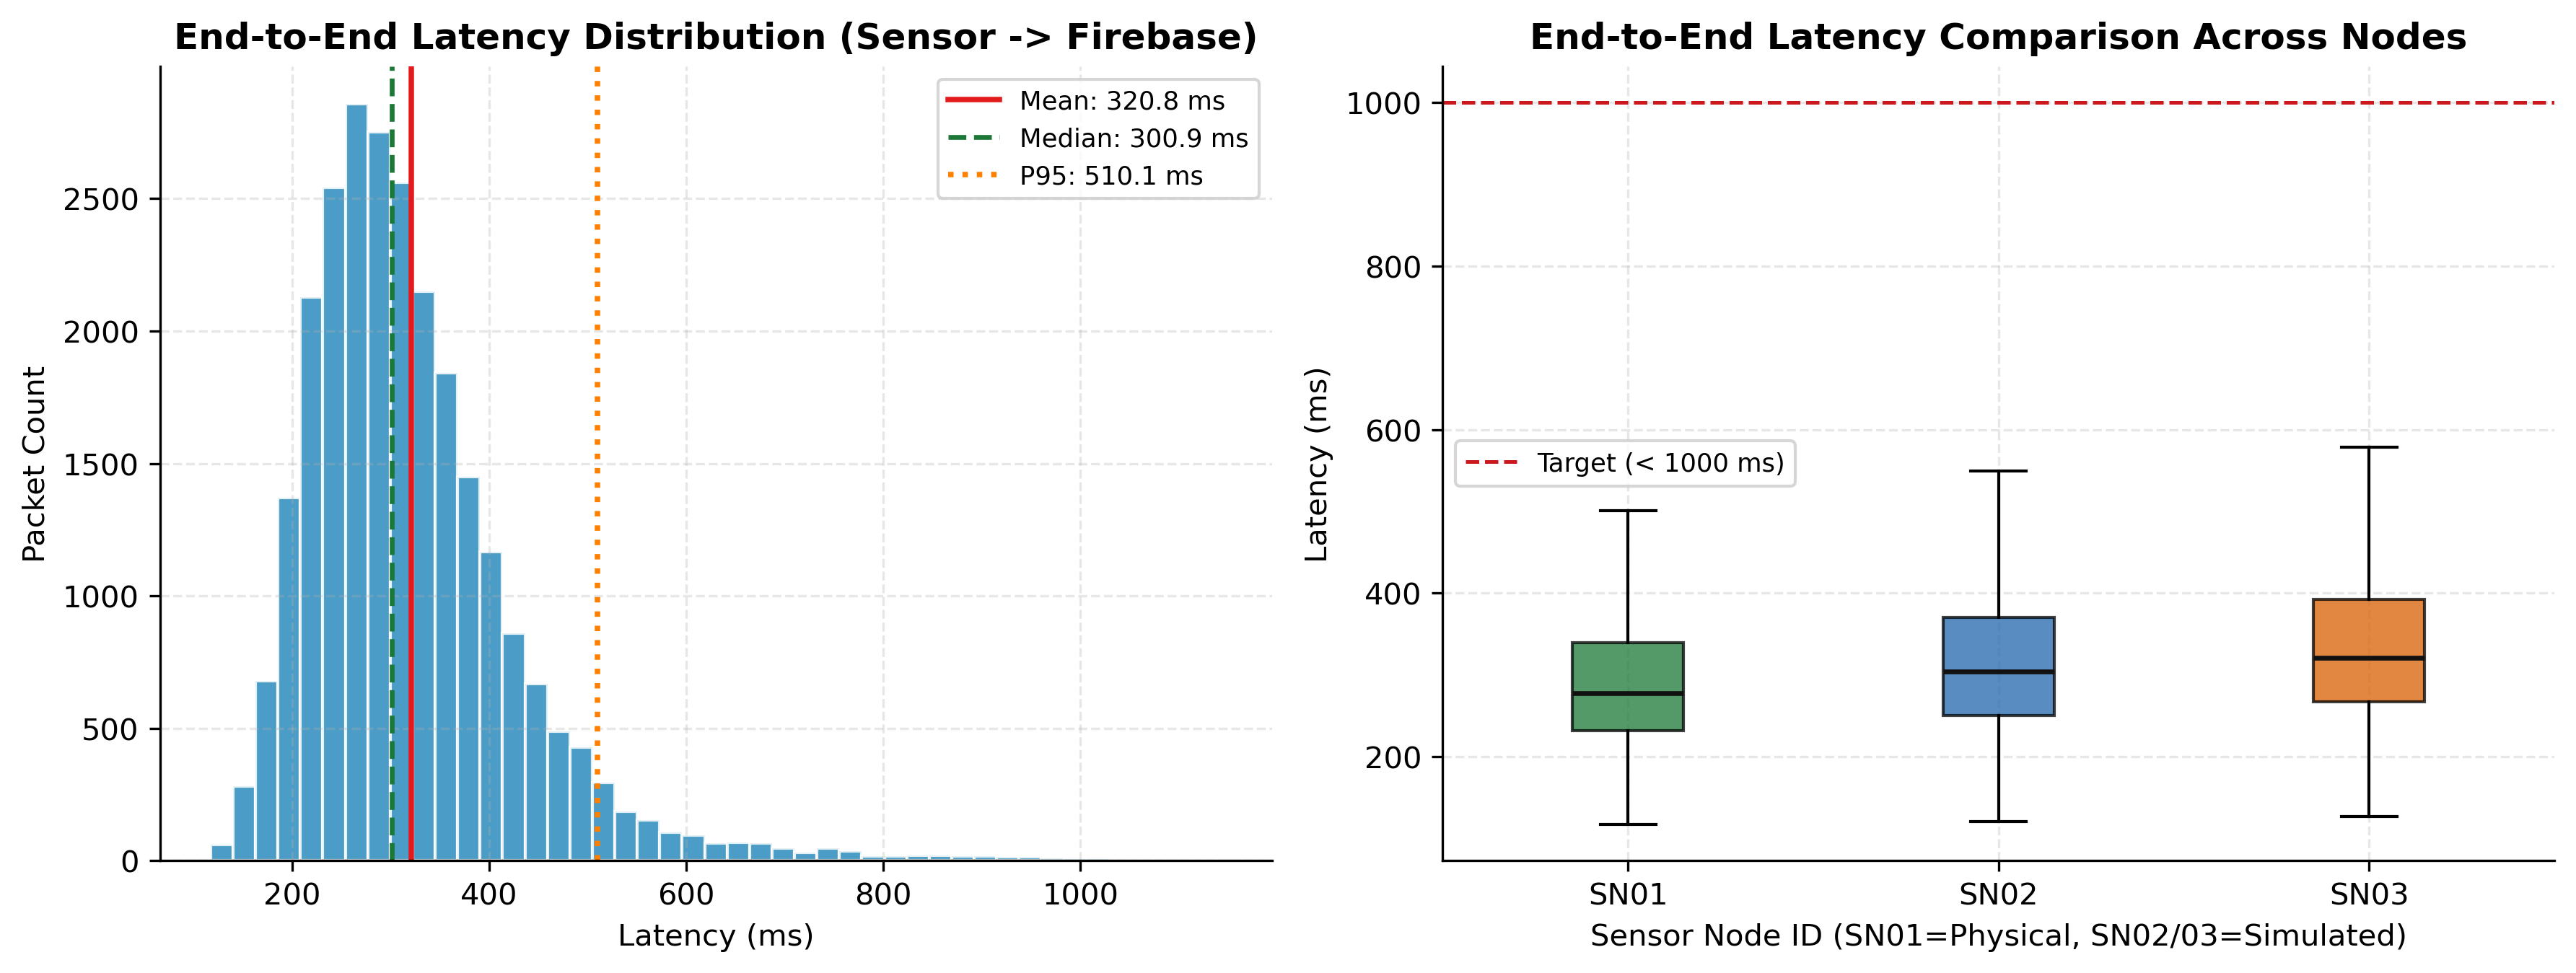 End-to-End Latency Distribution (Sensor -> Firebase)
Mean: 320.8 ms
Median: 300.9 ms
P95: 510.1 ms
Packet Count
2500
2000
1500
1000
500
0
200 400 600 800 1000
Latency (ms)
End-to-End Latency Comparison Across Nodes
Latency (ms)
1000
800
600
400
200
Target (< 1000 ms)
SN01 SN02 SN03
Sensor Node ID (SN01=Physical, SN02/03=Simulated)